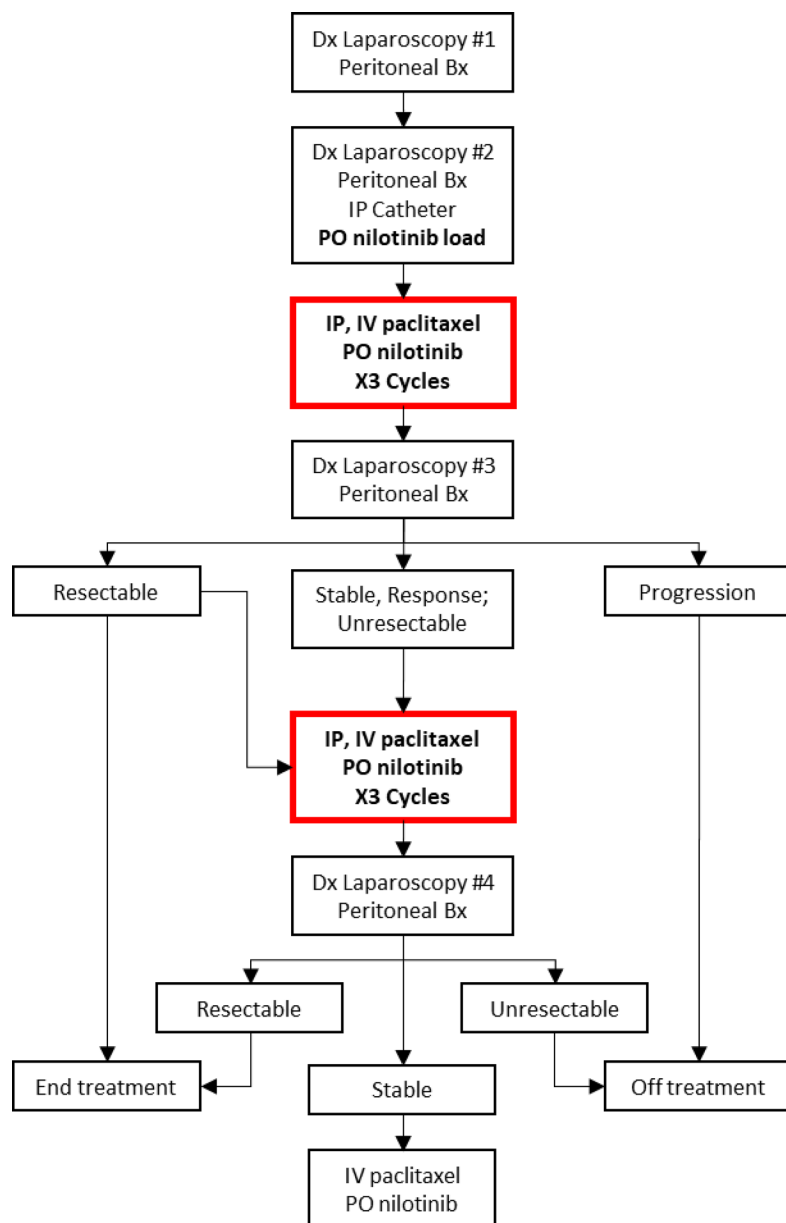 Dx Laparoscopy #1
Peritoneal Bx
Dx Laparoscopy #2
Peritoneal Bx
IP Catheter
PO nilotinib load
IP, IV paclitaxel
PO nilotinib
X3 Cycles
Dx Laparoscopy #3
Peritoneal Bx
Resectable
Stable, Response;
Unresectable
Progression
IP, IV paclitaxel
PO nilotinib
X3 Cycles
Dx Laparoscopy #4
Peritoneal Bx
Resectable
Unresectable
End treatment
Stable
Off treatment
IV paclitaxel
PO nilotinib